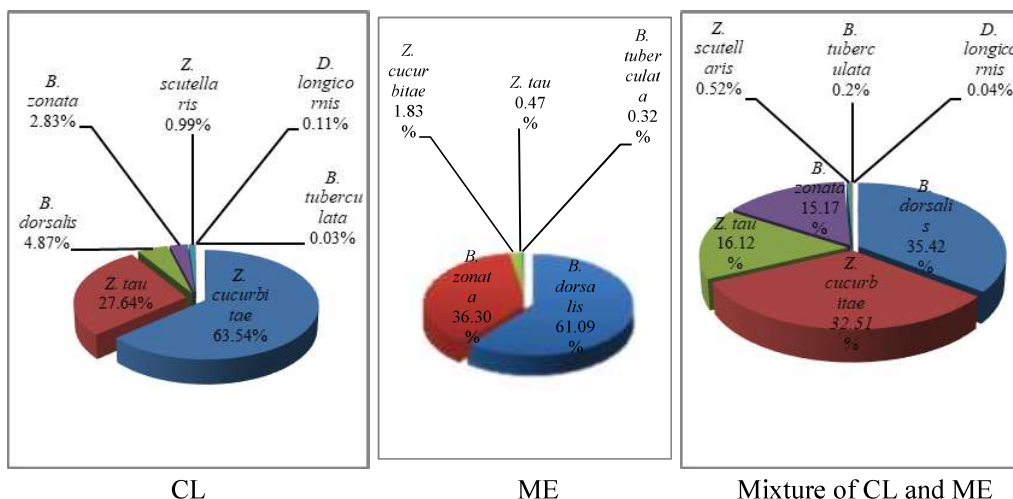 B.
zonata
2.83%
Z.
scutella
ris
0.99%
D.
longico
rnis
0.11%
B.
dorsalis
4.87%
B.
tubercu
lata
0.03%
Z. tau
27.64%
Z.
cucurbi
tae
63.54%
CL
Z.
cucur
bitae
1.83
%
Z. tau
0.47
%
B.
tuber
culat
a
0.32
%
B.
zonat
a
36.30
%
B.
dorsa
lis
61.09
%
ME
Z.
scutell
aris
0.52%
B.
tuberc
ulata
0.2%
D.
longico
rnis
0.04%
B.
zonata
15.17
%
B.
dorsali
s
35.42
%
Z. tau
16.12
%
Z.
cucurb
itae
32.51
%
Mixture of CL and ME